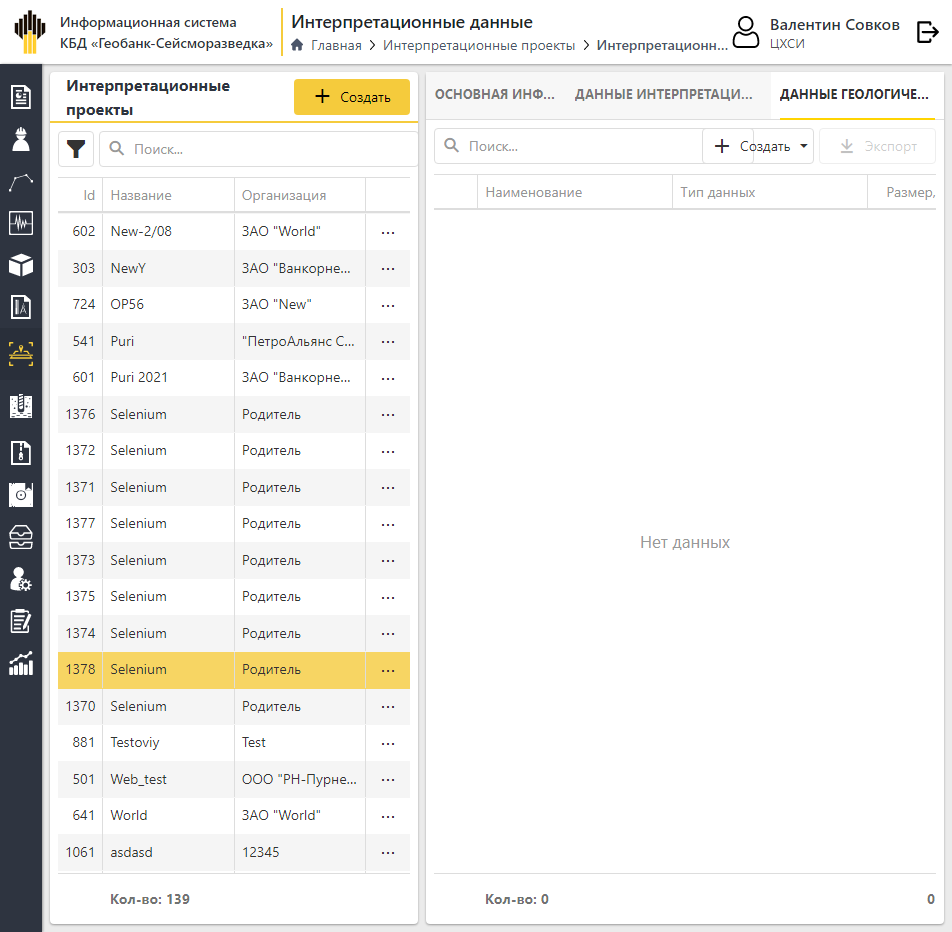 Информационная система
КБД «Геобанк-Сейсморазведка»
Интерпретационные данные
Главная > Интерпретационные проекты > Интерпретационн...
Валентин Совков
ЦХСИ
Интерпретационные
проекты
Создать
Поиск...
Id Название Организация
602 New-2/08 ЗАО "World" ...
303 NewY ЗАО "Ванкорне... ...
724 OP56 ЗАО "New" ...
541 Puri "ПетроАльянс С... ...
601 Puri 2021 ЗАО "Ванкорне... ...
1376 Selenium Родитель ...
1372 Selenium Родитель ...
1371 Selenium Родитель ...
1377 Selenium Родитель ...
1373 Selenium Родитель ...
1375 Selenium Родитель ...
1374 Selenium Родитель ...
1378 Selenium Родитель ...
1370 Selenium Родитель ...
881 Testoviy Test ...
501 Web_test ООО "РН-Пурне... ...
641 World ЗАО "World" ...
1061 asdasd 12345 ...
Кол-во: 139
ОСНОВНАЯ ИНФ... ДАННЫЕ ИНТЕРПРЕТАЦИ... ДАННЫЕ ГЕОЛОГИЧЕ...
Поиск... Создать Экспорт
Наименование Тип данных Размер,
Нет данных
Кол-во: 0 0